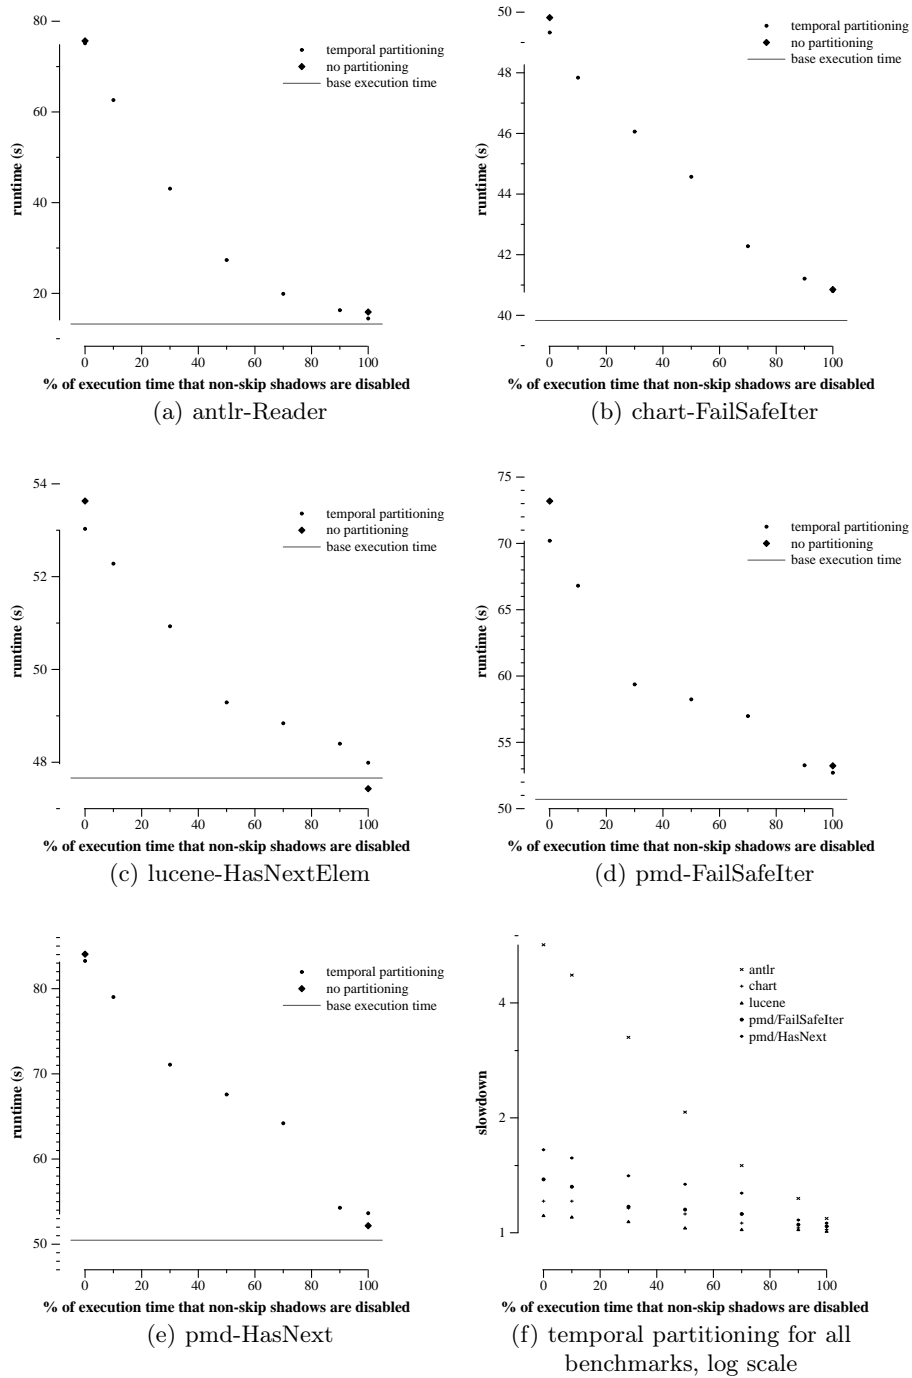 80
60
40
20
runtime (s)
temporal partitioning
no partitioning
base execution time
0 20 40 60 80 100
% of execution time that non-skip shadows are disabled
(a) antlr-Reader
50
48
46
44
42
40
runtime (s)
temporal partitioning
no partitioning
base execution time
0 20 40 60 80 100
% of execution time that non-skip shadows are disabled
(b) chart-FailSafeIter
54
52
50
48
runtime (s)
temporal partitioning
no partitioning
base execution time
0 20 40 60 80 100
% of execution time that non-skip shadows are disabled
(c) lucene-HasNextElem
75
70
65
60
55
50
runtime (s)
temporal partitioning
no partitioning
base execution time
0 20 40 60 80 100
% of execution time that non-skip shadows are disabled
(d) pmd-FailSafeIter
80
70
60
50
runtime (s)
temporal partitioning
no partitioning
base execution time
0 20 40 60 80 100
% of execution time that non-skip shadows are disabled
(e) pmd-HasNext
4
2
1
slowdown
antlr
chart
lucene
pmd/FailSafeIter
pmd/HasNext
0 20 40 60 80 100
% of execution time that non-skip shadows are disabled
(f) temporal partitioning for all
benchmarks, log scale